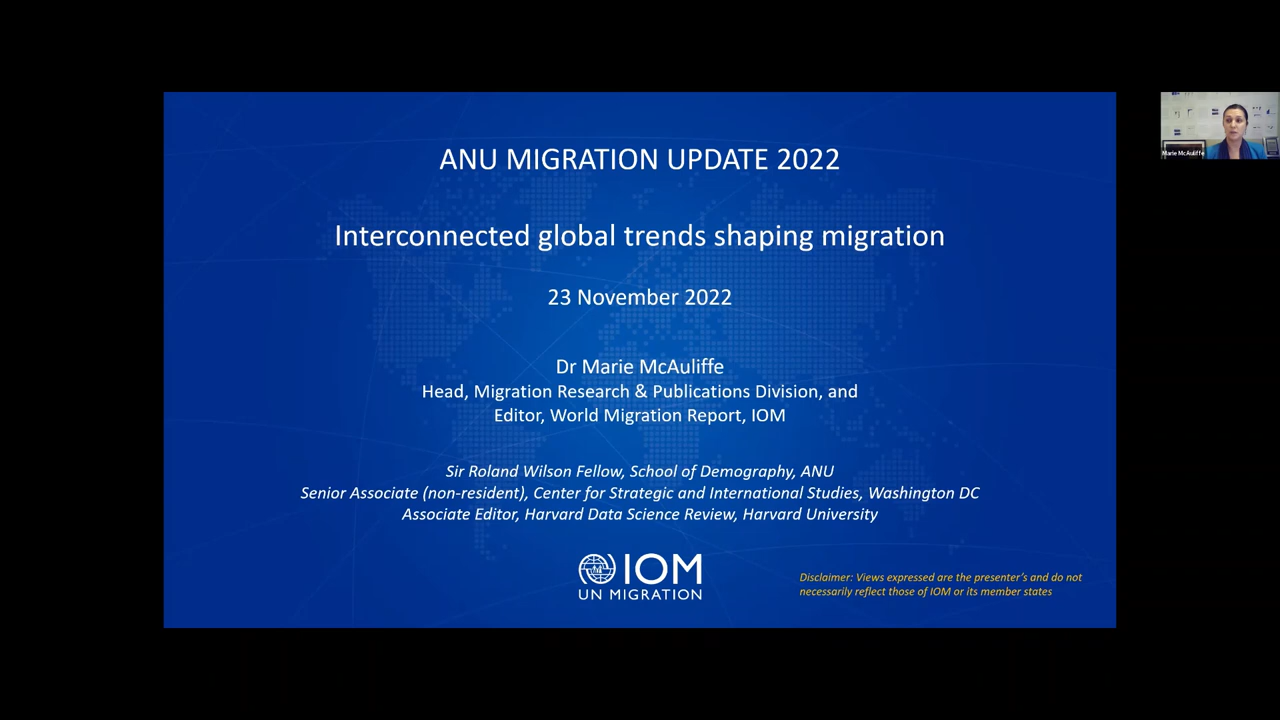 ANU MIGRATION UPDATE 2022
Interconnected global trends shaping migration
23 November 2022
Dr Marie McAuliffe
Head, Migration Research & Publications Division, and
Editor, World Migration Report, IOM
Sir Roland Wilson Fellow, School of Demography, ANU
Senior Associate (non-resident), Center for Strategic and International Studies, Washington DC
Associate Editor, Harvard Data Science Review, Harvard University
IOM
UN MIGRATION
Disclaimer: Views expressed are the presenter's and do not
necessarily reflect those of IOM or its member states
Marie McAuliffe